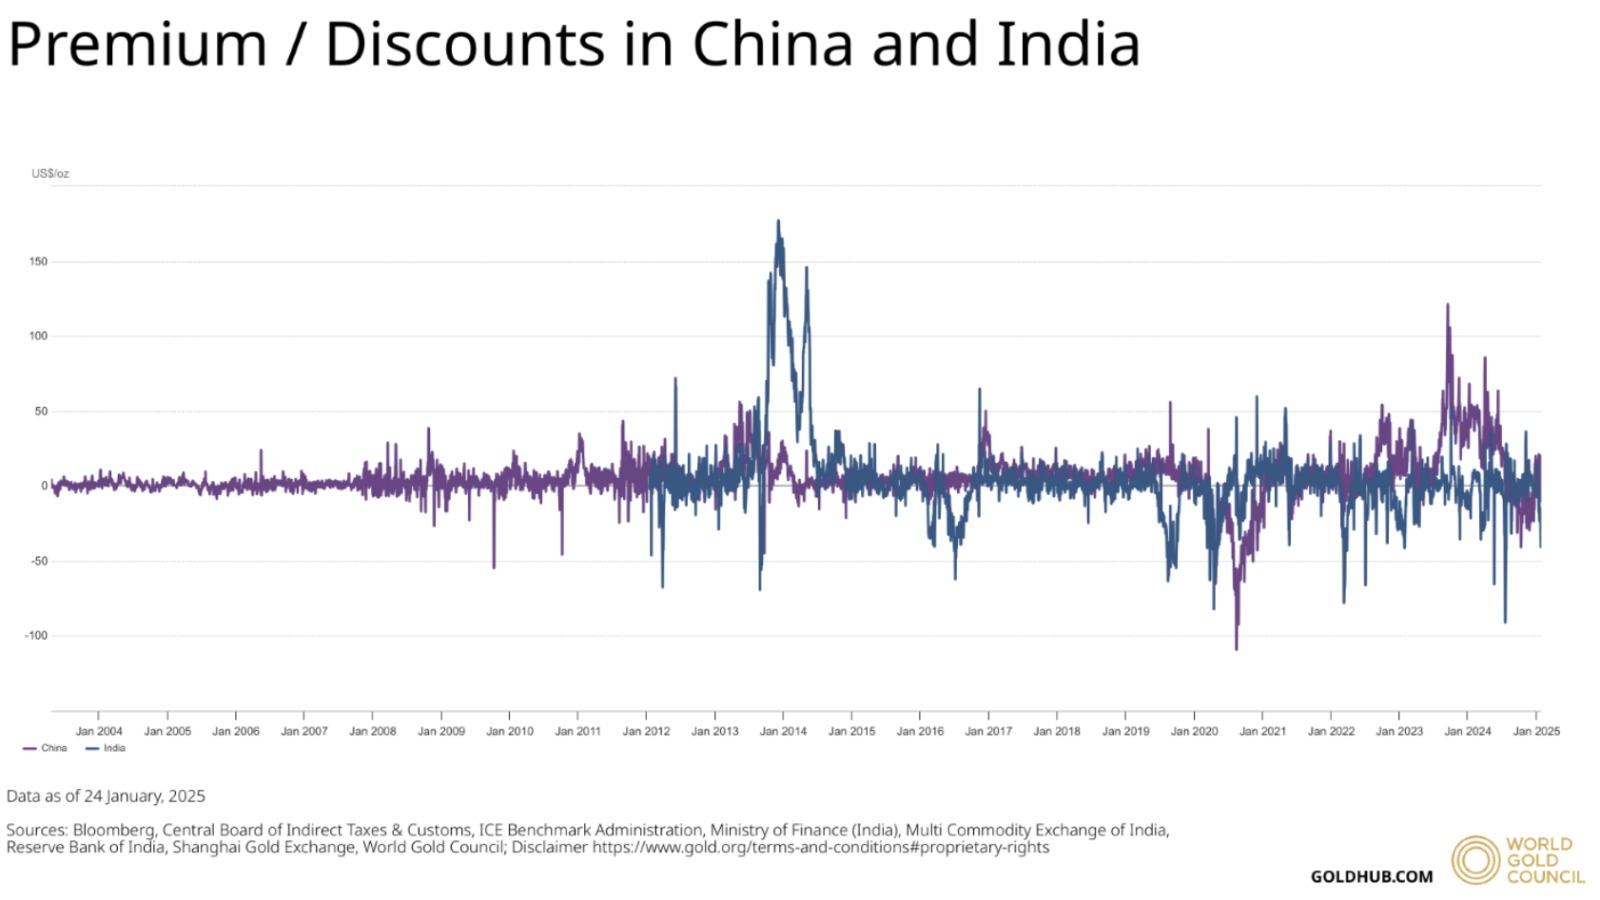 Premium / Discounts in China and India
US$/oz
150
100
50
0
-50
-100
Jan 2004 Jan 2005 Jan 2006 Jan 2007 Jan 2008 Jan 2009 Jan 2010 Jan 2011 Jan 2012 Jan 2013 Jan 2014 Jan 2015 Jan 2016 Jan 2017 Jan 2018 Jan 2019 Jan 2020 Jan 2021 Jan 2022 Jan 2023 Jan 2024 Jan 2025
China India
Data as of 24 January, 2025
Sources: Bloomberg, Central Board of Indirect Taxes & Customs, ICE Benchmark Administration, Ministry of Finance (India), Multi Commodity Exchange of India,
Reserve Bank of India, Shanghai Gold Exchange, World Gold Council; Disclaimer https://www.gold.org/terms-and-conditions#proprietary-rights
GOLDHUB.COM
WORLD
GOLD
COUNCIL